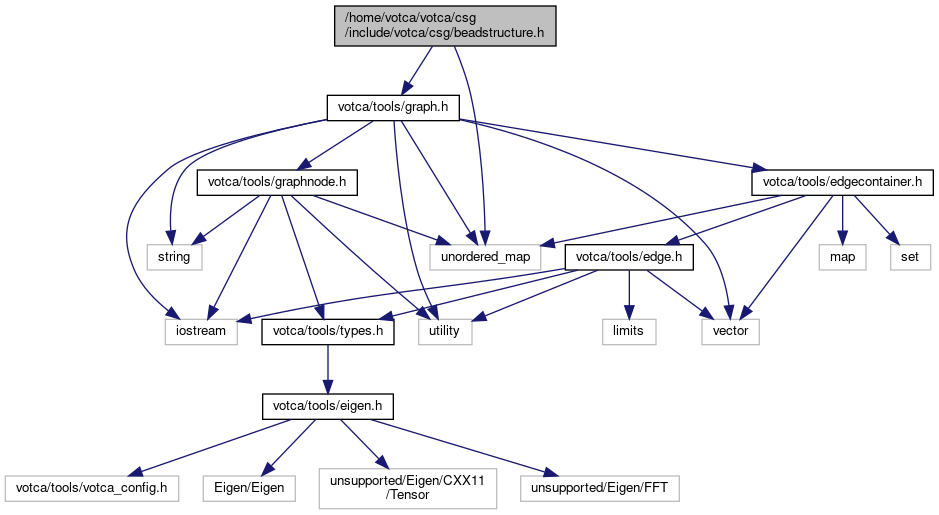 /home/votca/votca/csg
/include/votca/csg/beadstructure.h
votca/tools/graph.h
votca/tools/graphnode.h
votca/tools/edgecontainer.h
string
unordered_map
votca/tools/edge.h
map
set
iostream
votca/tools/types.h
utility
limits
vector
votca/tools/eigen.h
votca/tools/votca_config.h
Eigen/Eigen
unsupported/Eigen/CXX11
/Tensor
unsupported/Eigen/FFT